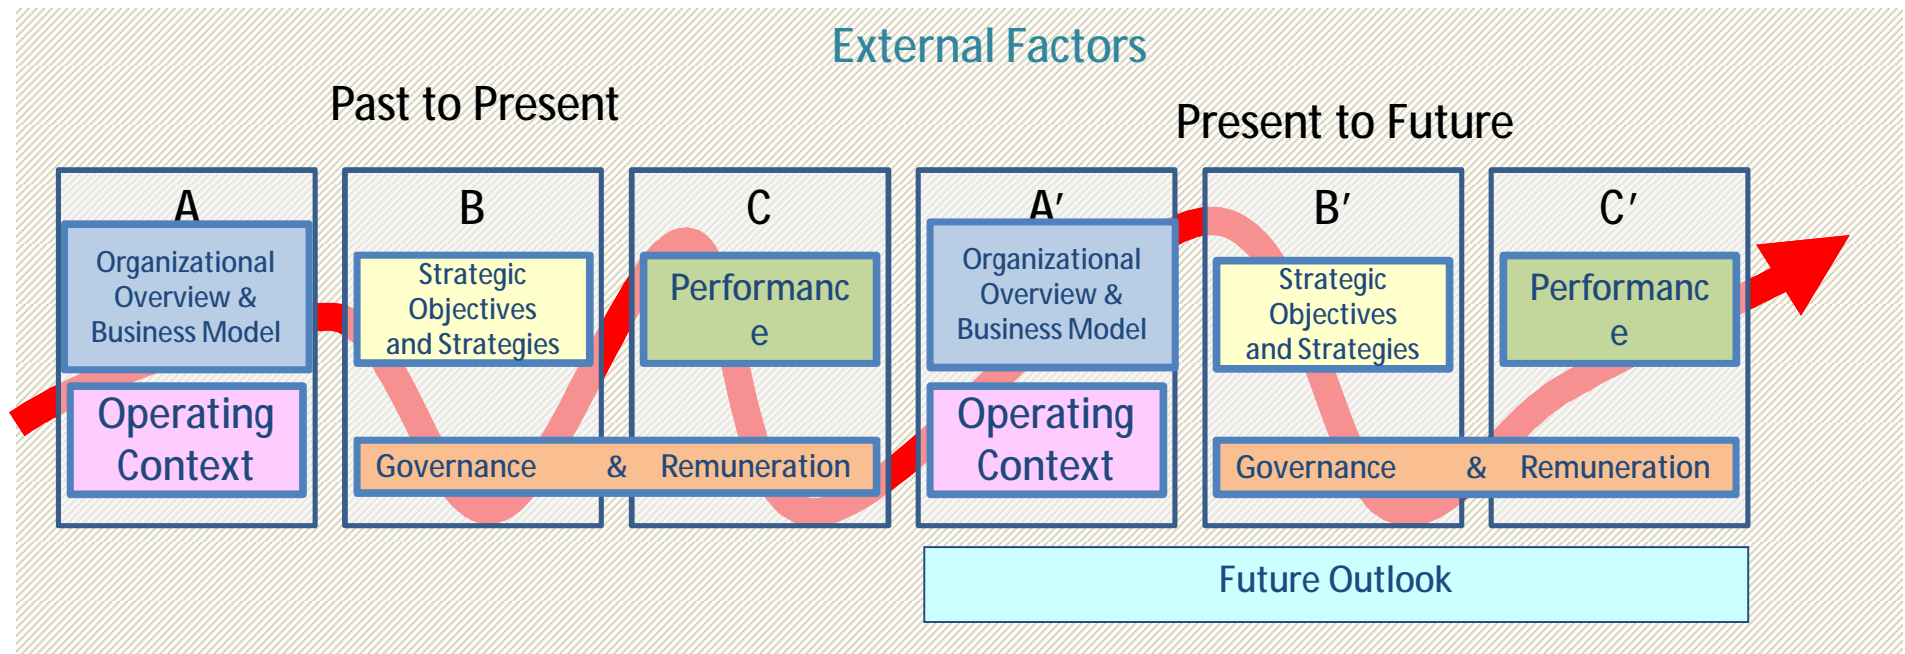 External Factors
Past to Present
Present to Future
A
Organizational
Overview &
Business Model
Operating
Context
B
Strategic
Objectives
and Strategies
C
Performanc
e
Governance & Remuneration
A′
Organizational
Overview &
Business Model
Operating
Context
B′
Strategic
Objectives
and Strategies
C′
Performanc
e
Governance & Remuneration
Future Outlook